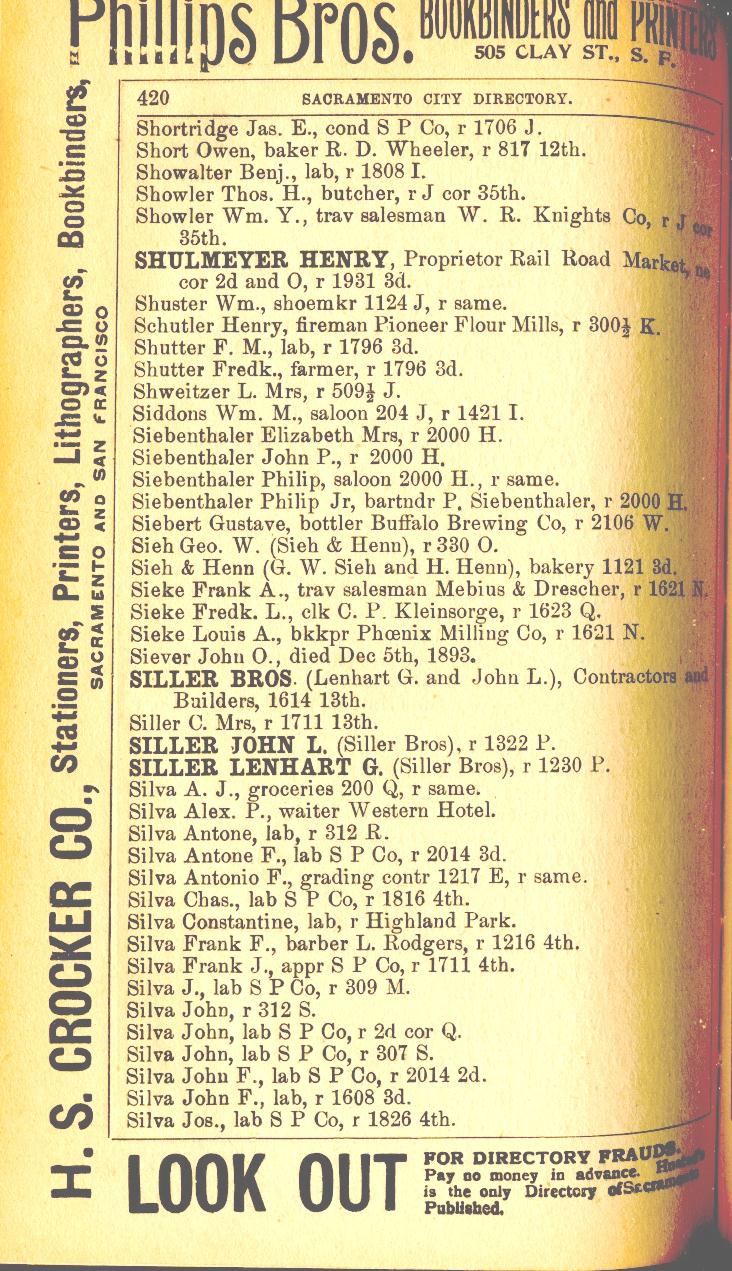 Phillips Bros. BOOKBINDERS and PRINTERS
505 CLAY ST., S. F.
H. S. CROCKER CO., Stationers, Printers, Lithographers, Bookbinders,
SACRAMENTO AND SAN FRANCISCO
420 SACRAMENTO CITY DIRECTORY.
Shortridge Jas. E., cond S P Co, r 1706 J.
Short Owen, baker R. D. Wheeler, r 817 12th.
Showalter Benj., lab, r 1808 I.
Showler Thos. H., butcher, r J cor 35th.
Showler Wm. Y., trav salesman W. R. Knights Co, r J cor
35th.
SHULMEYER HENRY, Proprietor Rail Road Market, ne
cor 2d and O, r 1931 3d.
Shuster Wm., shoemkr 1124 J, r same.
Schutler Henry, fireman Pioneer Flour Mills, r 300½ K.
Shutter F. M., lab, r 1796 3d.
Shutter Fredk., farmer, r 1796 3d.
Shweitzer L. Mrs, r 509½ J.
Siddons Wm. M., saloon 204 J, r 1421 I.
Siebenthaler Elizabeth Mrs, r 2000 H.
Siebenthaler John P., r 2000 H.
Siebenthaler Philip, saloon 2000 H., r same.
Siebenthaler Philip Jr, bartndr P. Siebenthaler, r 2000 H.
Siebert Gustave, bottler Buffalo Brewing Co, r 2106 W.
Sieh Geo. W. (Sieh & Henn), r 330 O.
Sieh & Henn (G. W. Sieh and H. Henn), bakery 1121 3d.
Sieke Frank A., trav salesman Mebius & Drescher, r 1621 N.
Sieke Fredk. L., clk C. P. Kleinsorge, r 1623 Q.
Sieke Louis A., bkkpr Phœnix Milling Co, r 1621 N.
Siever John O., died Dec 5th, 1893.
SILLER BROS. (Lenhart G. and John L.), Contractors and
Builders, 1614 13th.
Siller C. Mrs, r 1711 13th.
SILLER JOHN L. (Siller Bros), r 1322 P.
SILLER LENHART G. (Siller Bros), r 1230 P.
Silva A. J., groceries 200 Q, r same.
Silva Alex. P., waiter Western Hotel.
Silva Antone, lab, r 312 R.
Silva Antone F., lab S P Co, r 2014 3d.
Silva Antonio F., grading contr 1217 E, r same.
Silva Chas., lab S P Co, r 1816 4th.
Silva Constantine, lab, r Highland Park.
Silva Frank F., barber L. Rodgers, r 1216 4th.
Silva Frank J., appr S P Co, r 1711 4th.
Silva J., lab S P Co, r 309 M.
Silva John, r 312 S.
Silva John, lab S P Co, r 2d cor Q.
Silva John, lab S P Co, r 307 S.
Silva John F., lab S P Co, r 2014 2d.
Silva John F., lab, r 1608 3d.
Silva Jos., lab S P Co, r 1826 4th.
LOOK OUT
FOR DIRECTORY FRAUDS.
Pay no money in advance.
is the only Directory of Sacramento
Published.